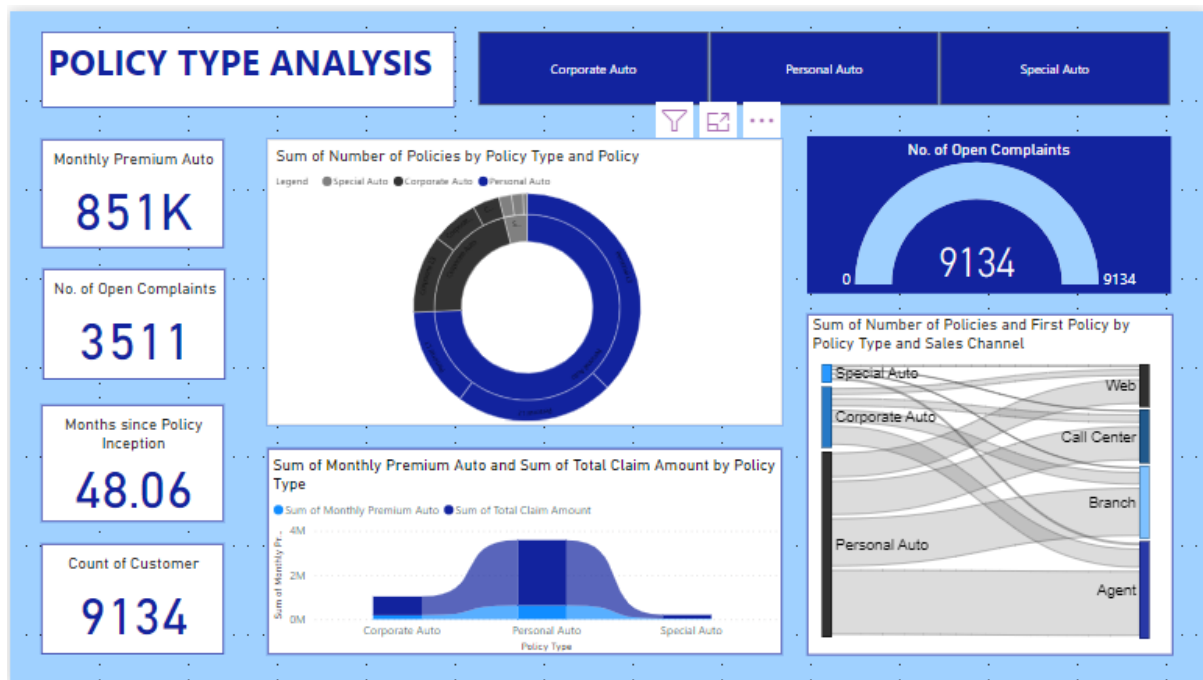 POLICY TYPE ANALYSIS
Corporate Auto
Personal Auto
Special Auto
Monthly Premium Auto
851K
No. of Open Complaints
3511
Months since Policy
Inception
48.06
Count of Customer
9134
Sum of Number of Policies by Policy Type and Policy
Legend Special Auto Corporate Auto Personal Auto
S...
Sum of Monthly Premium Auto and Sum of Total Claim Amount by Policy
Type
Sum of Monthly Premium Auto Sum of Total Claim Amount
Sum of Monthly Pr...
4M
2M
0M
Corporate Auto
Personal Auto
Special Auto
Policy Type
No. of Open Complaints
9134
0
9134
Sum of Number of Policies and First Policy by
Policy Type and Sales Channel
Special Auto
Corporate Auto
Personal Auto
Web
Call Center
Branch
Agent